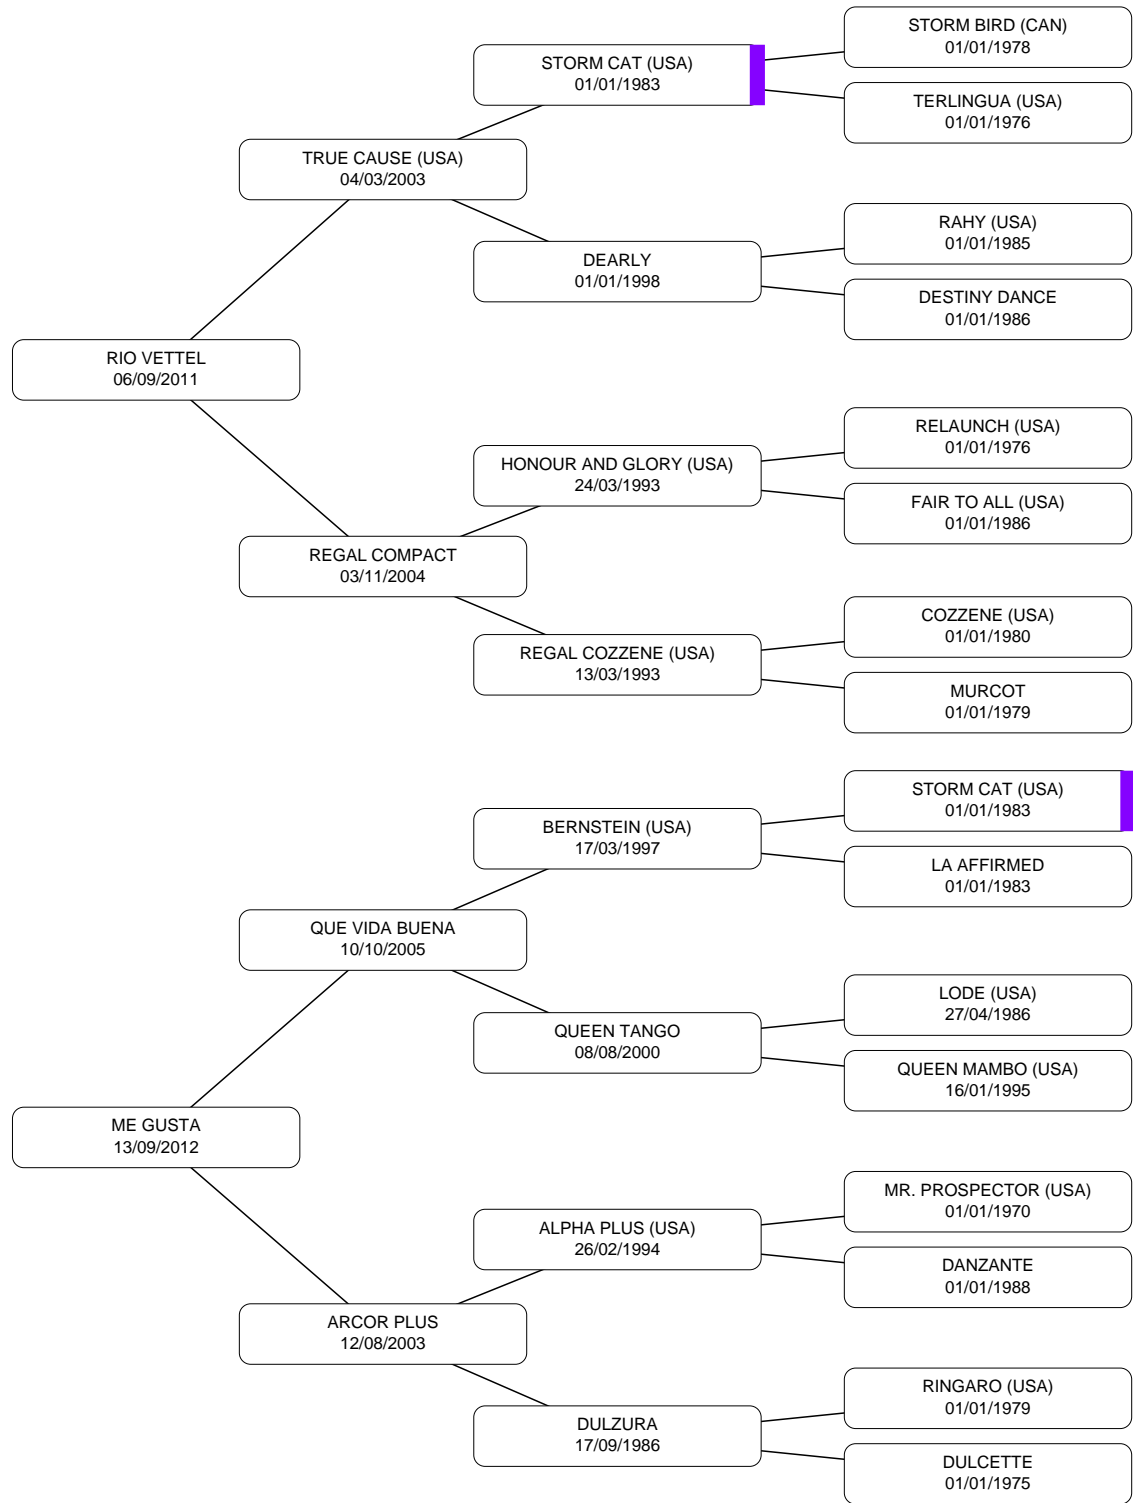 STORM BIRD (CAN)
01/01/1978
STORM CAT (USA)
01/01/1983
TERLINGUA (USA)
01/01/1976
TRUE CAUSE (USA)
04/03/2003
RAHY (USA)
01/01/1985
DEARLY
01/01/1998
DESTINY DANCE
01/01/1986
RIO VETTEL
06/09/2011
RELAUNCH (USA)
01/01/1976
HONOUR AND GLORY (USA)
24/03/1993
FAIR TO ALL (USA)
01/01/1986
REGAL COMPACT
03/11/2004
COZZENE (USA)
01/01/1980
REGAL COZZENE (USA)
13/03/1993
MURCOT
01/01/1979
STORM CAT (USA)
01/01/1983
BERNSTEIN (USA)
17/03/1997
LA AFFIRMED
01/01/1983
QUE VIDA BUENA
10/10/2005
LODE (USA)
27/04/1986
QUEEN TANGO
08/08/2000
QUEEN MAMBO (USA)
16/01/1995
ME GUSTA
13/09/2012
MR. PROSPECTOR (USA)
01/01/1970
ALPHA PLUS (USA)
26/02/1994
DANZANTE
01/01/1988
ARCOR PLUS
12/08/2003
RINGARO (USA)
01/01/1979
DULZURA
17/09/1986
DULCETTE
01/01/1975